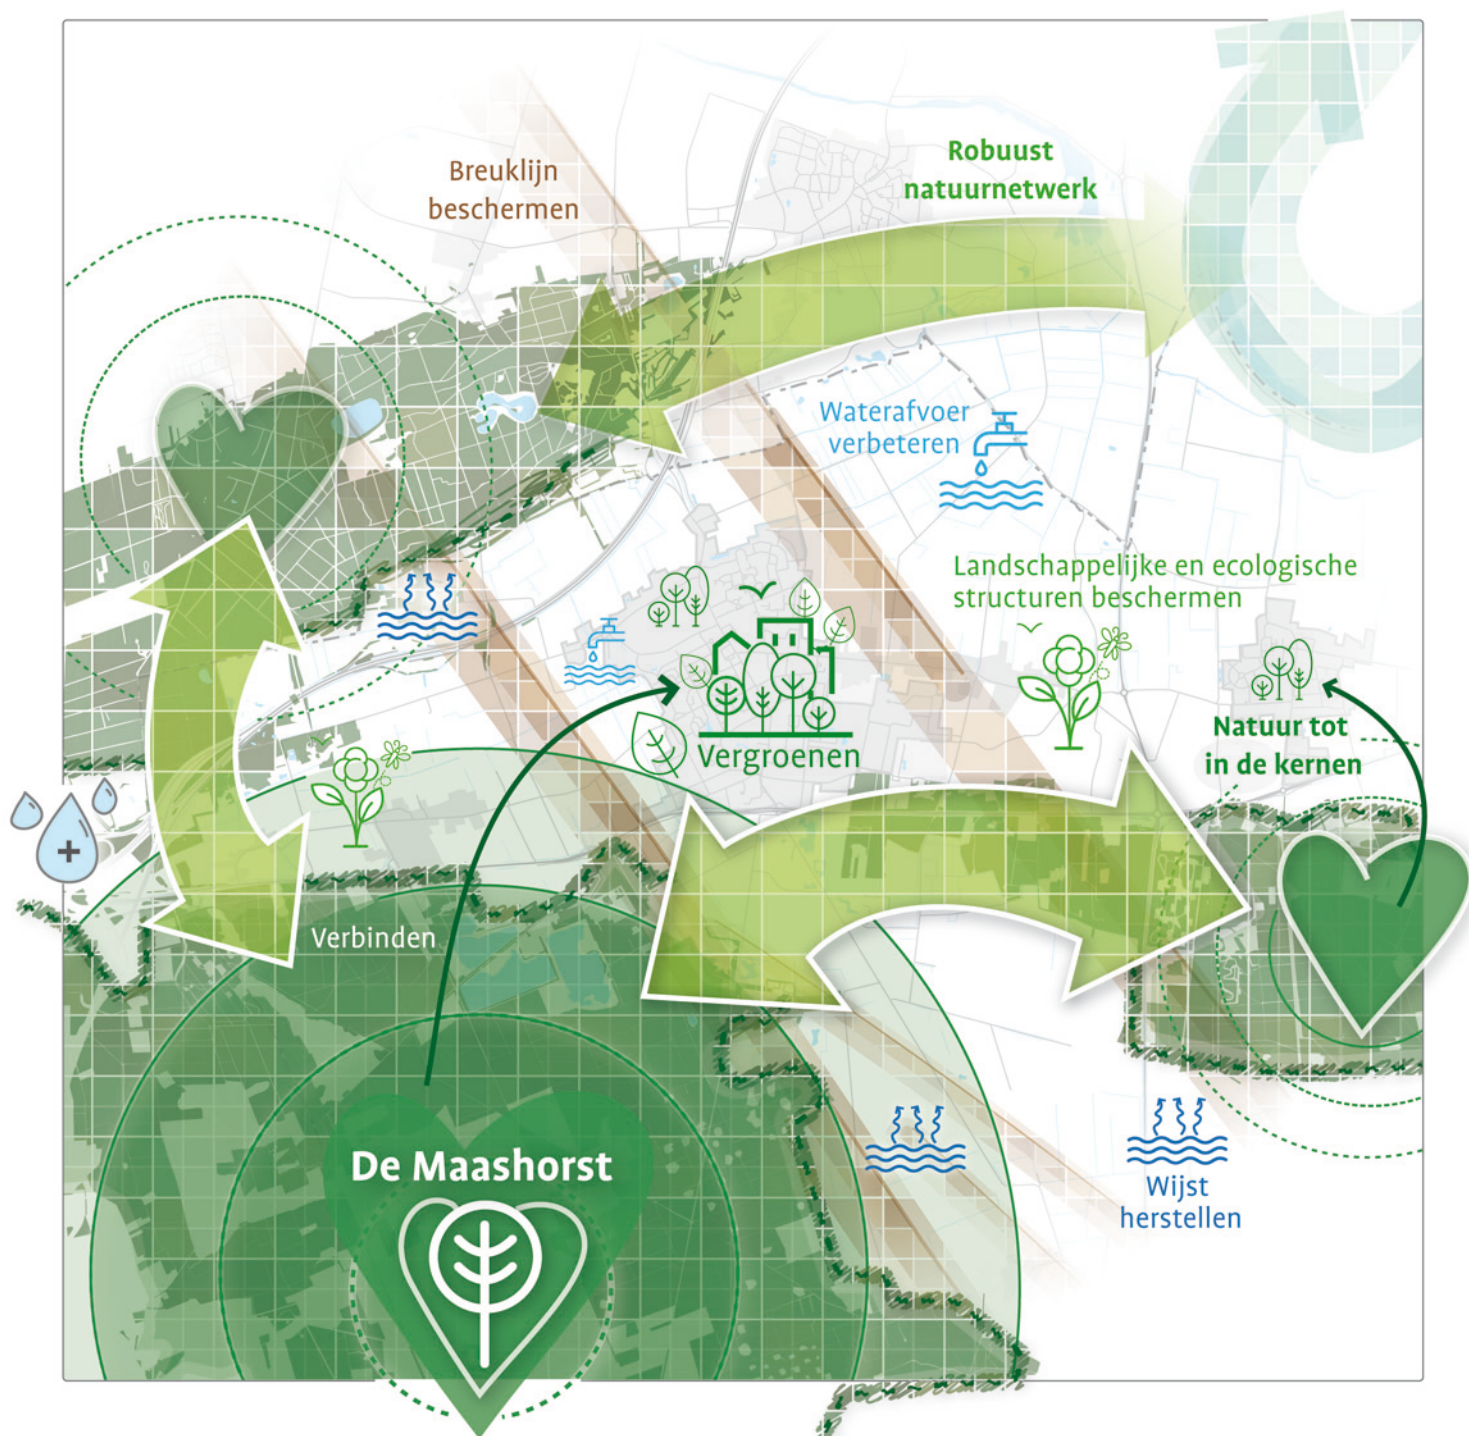 Breuklijn
beschermen
Robuust
natuurnetwerk
Waterafvoer
verbeteren
Landschappelijke en ecologische
structuren beschermen
Vergroenen
Natuur tot
in de kernen
+
Verbinden
De Maashorst
Wijst
herstellen